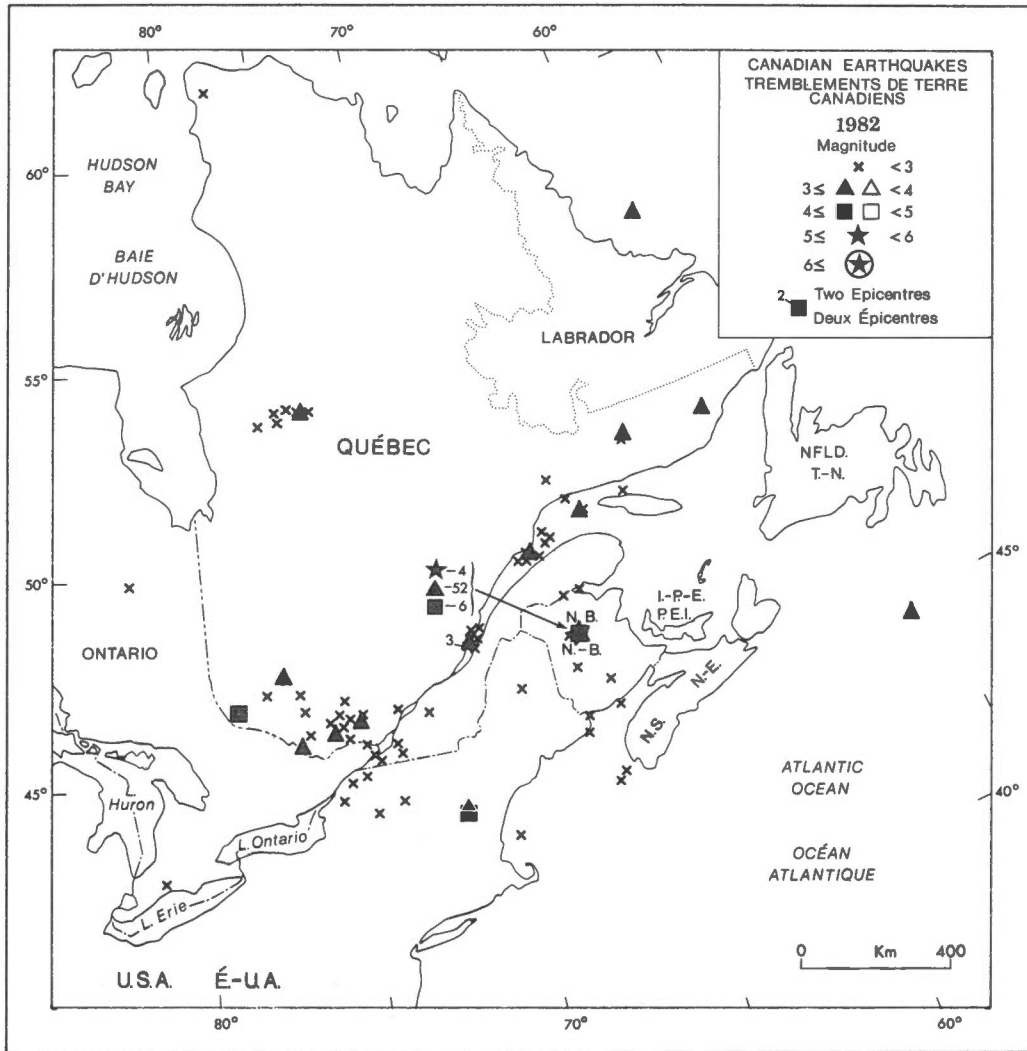 80°
70°
60°
CANADIAN EARTHQUAKES
TREMBLEMENTS DE TERRE
CANADIENS
1982
Magnitude
<3
3≤ <4
4≤ <5
5≤ <6
6≤
2 Two Epicentres
Deux Épicentres
HUDSON
BAY
60°
BAIE
D'HUDSON
LABRADOR
55°
QUÉBEC
NFLD.
T.-N.
45°
50°
-4
-52
-6
I.-P.-E.
P.E.I.
N.B.
N.-B.
3
ONTARIO
N.-E.
N.S.
ATLANTIC
OCEAN
45°
40°
Huron
L. Ontario
OCÉAN
ATLANTIQUE
L. Erie
0 Km 400
U.S.A. É-U.A.
80°
70°
60°